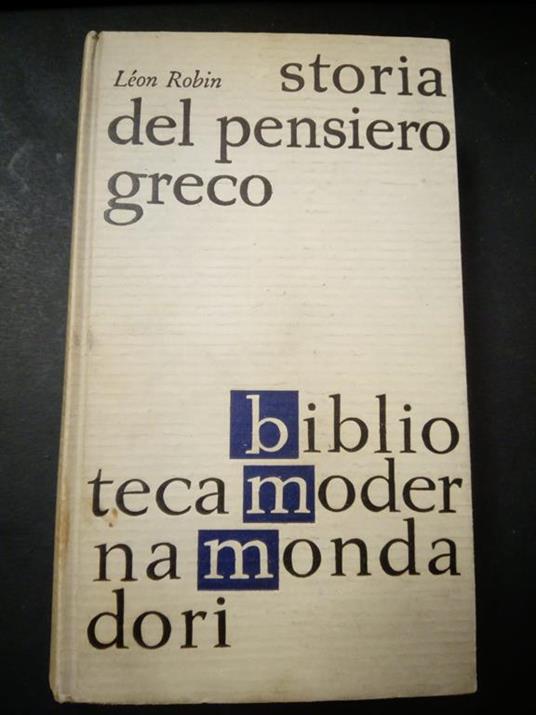 Léon Robin storia
del pensiero
greco
biblio
teca moder
na monda
dori